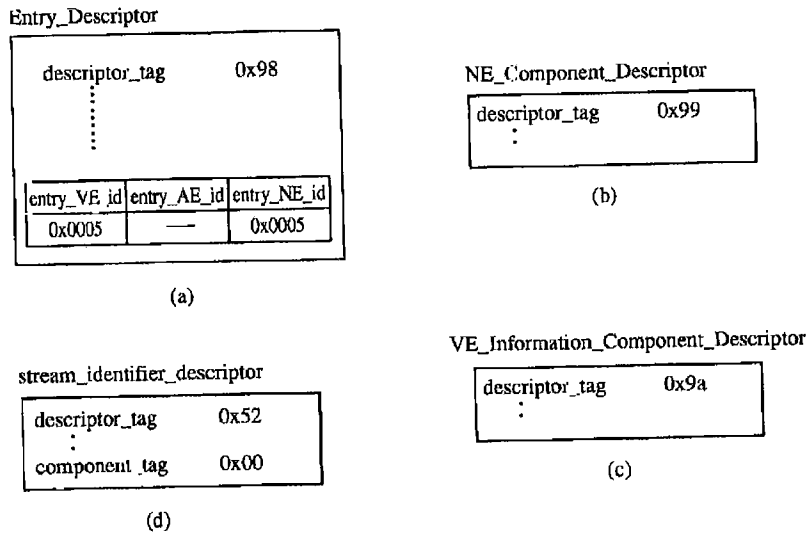 Entry_Descriptor
descriptor_tag 0x98
entry_VE_id entry_AE_id entry_NE_id
0x0005 — 0x0005
(a)
NE_Component_Descriptor
descriptor_tag 0x99
(b)
stream_identifier_descriptor
descriptor_tag 0x52
component_tag 0x00
(d)
VE_Information_Component_Descriptor
descriptor_tag 0x9a
(c)